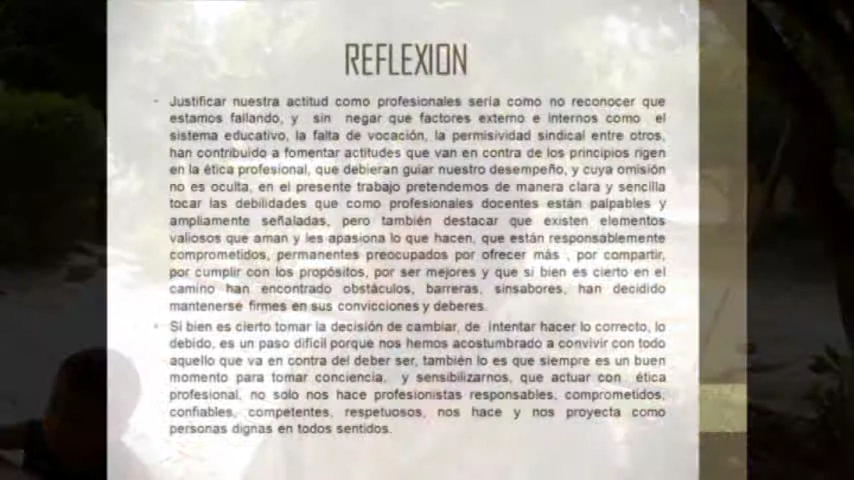 REFLEXION
• Justificar nuestra actitud como profesionales sería como no reconocer que
estamos fallando, y sin negar que factores externo e internos como el
sistema educativo, la falta de vocación, la permisividad sindical entre otros,
han contribuido a fomentar actitudes que van en contra de los principios rigen
en la ética profesional, que debieran guiar nuestro desempeño, y cuya omisión
no es oculta, en el presente trabajo pretendemos de manera clara y sencilla
tocar las debilidades que como profesionales docentes están palpables y
ampliamente señaladas, pero también destacar que existen elementos
valiosos que aman y les apasiona lo que hacen, que están responsablemente
comprometidos, permanentes preocupados por ofrecer más , por compartir,
por cumplir con los propósitos, por ser mejores y que si bien es cierto en el
camino han encontrado obstáculos, barreras, sinsabores, han decidido
mantenerse firmes en sus convicciones y deberes.
• Si bien es cierto tomar la decisión de cambiar, de intentar hacer lo correcto, lo
debido, es un paso difícil porque nos hemos acostumbrado a convivir con todo
aquello que va en contra del deber ser, también lo es que siempre es un buen
momento para tomar conciencia, y sensibilizarnos, que actuar con ética
profesional, no solo nos hace profesionistas responsables, comprometidos,
confiables, competentes, respetuosos, nos hace y nos proyecta como
personas dignas en todos sentidos.